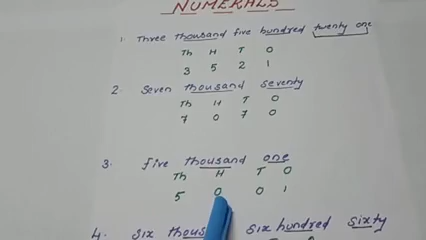 NUMERALS
1. Three thousand five hundred twenty one
Th H T O
3 5 2 1
2. Seven thousand seventy
Th H T O
7 0 7 0
3. five thousand one
Th H T O
5 0 0 1
4. Six thous six hundred sixty